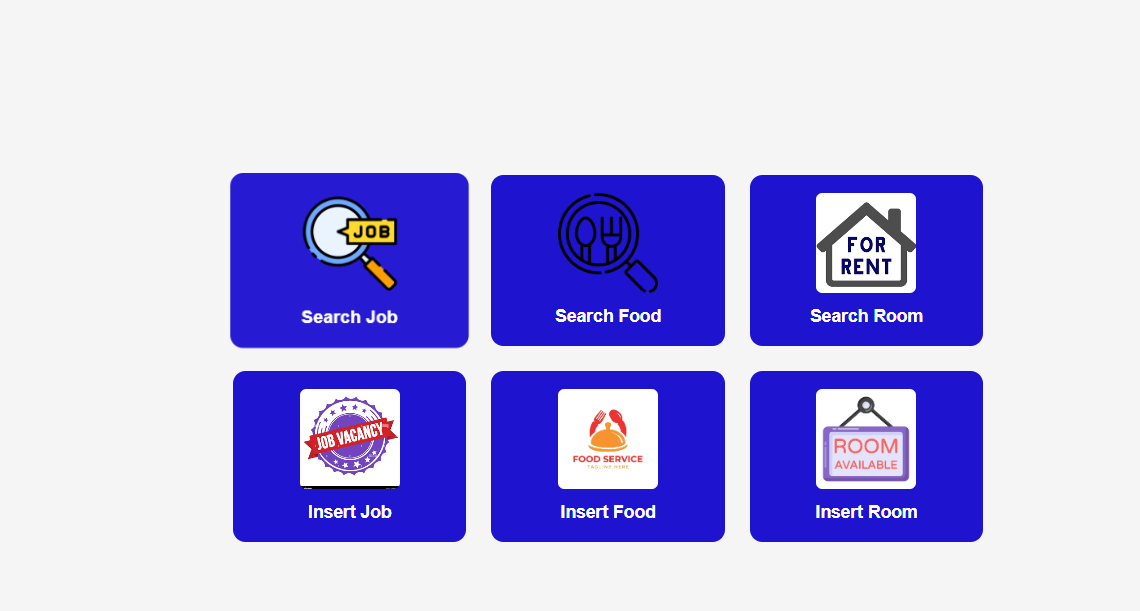 JOB
FOR
RENT
Search Job
Search Food
Search Room
JOB VACANCY
FOOD SERVICE
TAGLINE HERE
ROOM
AVAILABLE
Insert Job
Insert Food
Insert Room